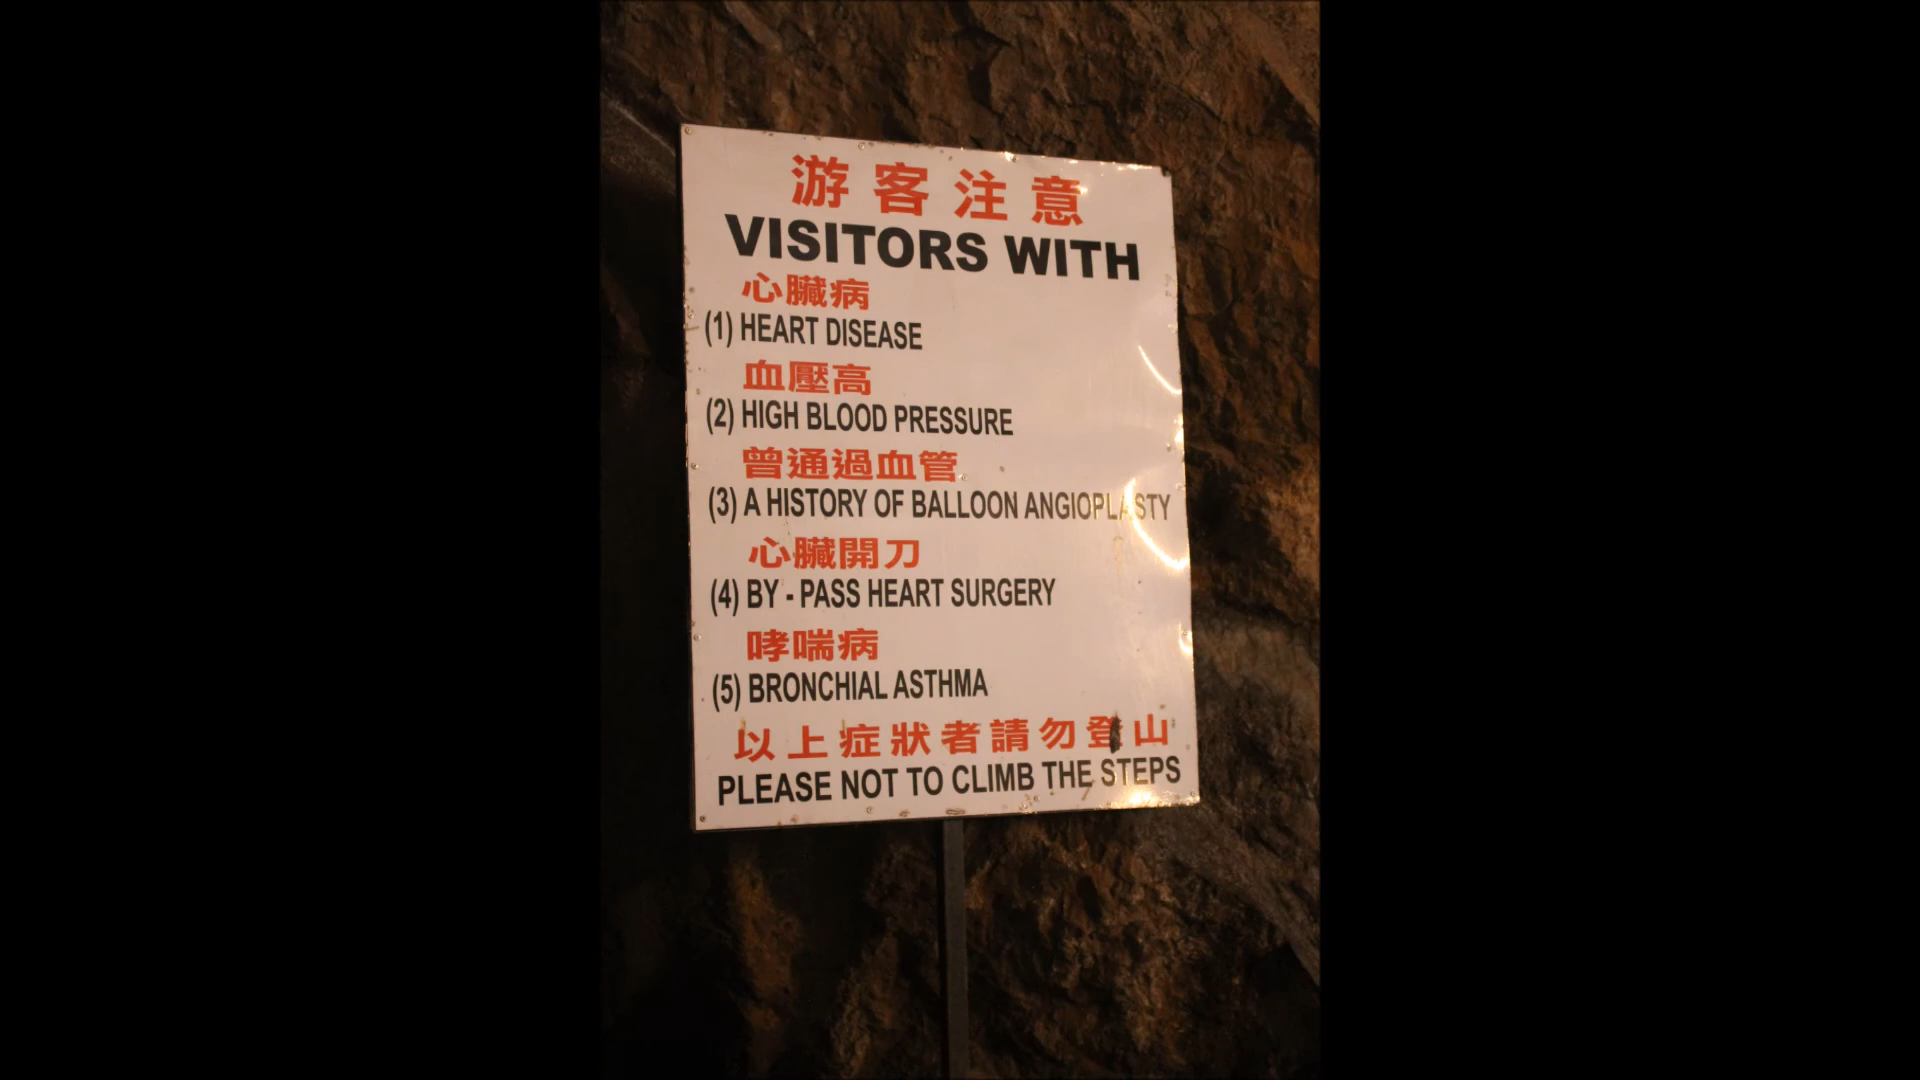 游客注意
VISITORS WITH
心臟病
(1) HEART DISEASE
血壓高
(2) HIGH BLOOD PRESSURE
曾通過血管
(3) A HISTORY OF BALLOON ANGIOPLASTY
心臟開刀
(4) BY - PASS HEART SURGERY
哮喘病
(5) BRONCHIAL ASTHMA
以上症狀者請勿登山
PLEASE NOT TO CLIMB THE STEPS